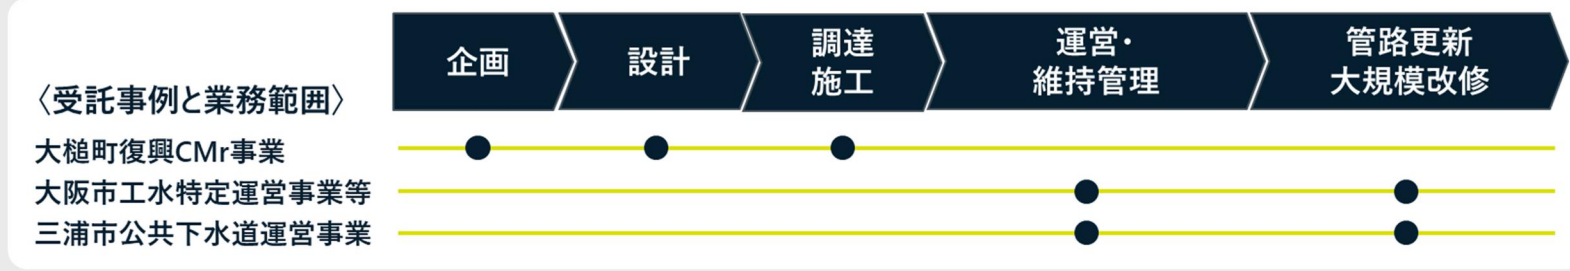 企画
設計
調達
施工
運営・
維持管理
管路更新
大規模改修
〈受託事例と業務範囲〉
大槌町復興CMr事業
大阪市工水特定運営事業等
三浦市公共下水道運営事業